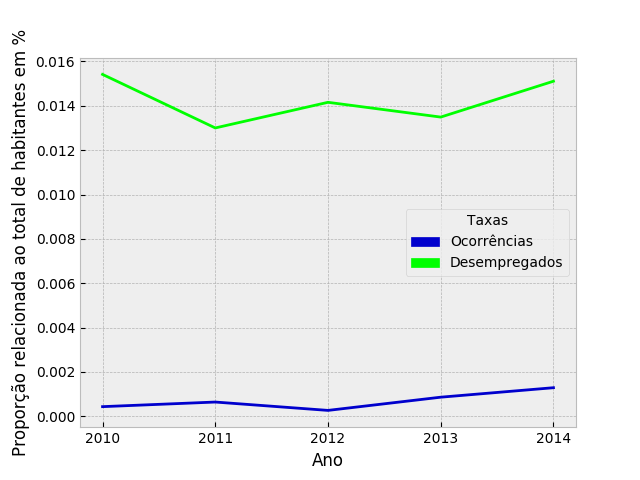 Proporção relacionada ao total de habitantes em %
0.016
0.014
0.012
0.010
0.008
0.006
0.004
0.002
0.000
Taxas
Ocorrências
Desempregados
2010 2011 2012 2013 2014
Ano